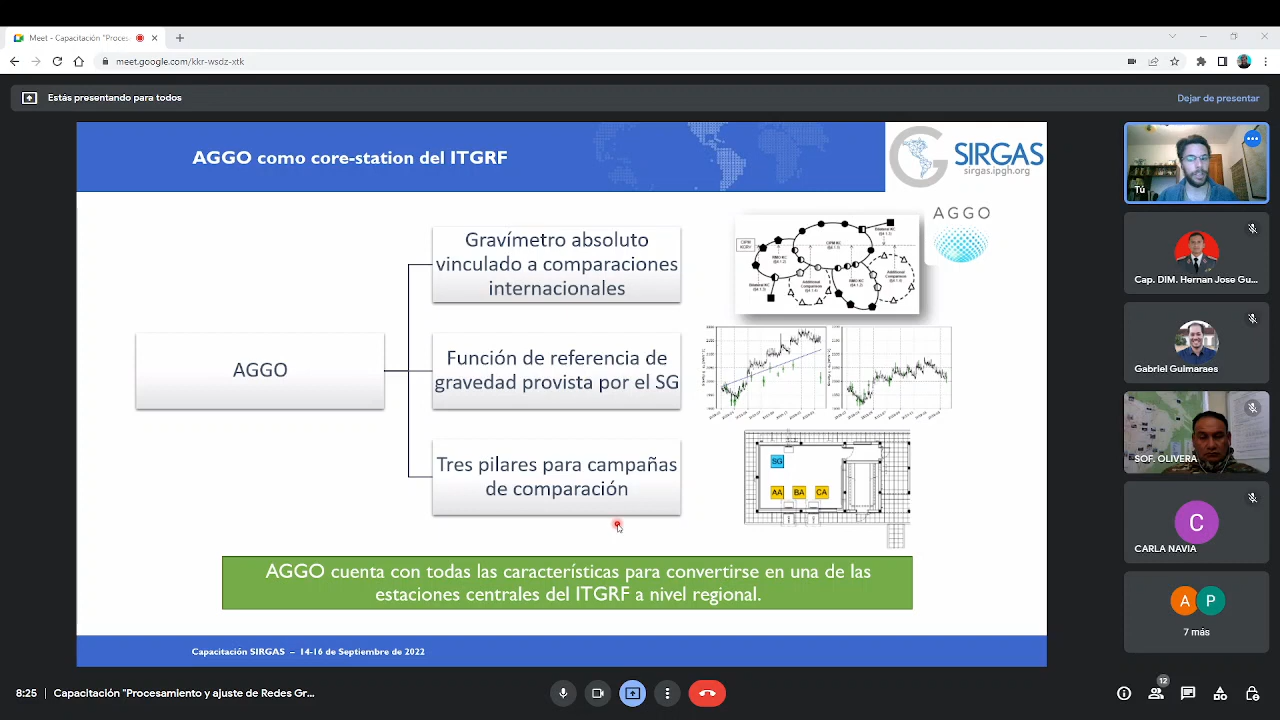 Meet - Capacitación "Proces
meet.google.com/kkr-wsdz-xtk
Estás presentando para todos
Dejar de presentar
AGGO como core-station del ITGRF
SIRGAS
sirgas.ipgh.org
AGGO
Gravímetro absoluto
vinculado a comparaciones
internacionales
AGGO
Función de referencia de
gravedad provista por el SG
Tres pilares para campañas
de comparación
SG
AA BA CA
AGGO cuenta con todas las características para convertirse en una de las
estaciones centrales del ITGRF a nivel regional.
Capacitación SIRGAS – 14-16 de Septiembre de 2022
Tú
Cap. DIM. Hernan Jose Gu...
Gabriel Guimaraes
SOF. OLIVERA
C
CARLA NAVIA
A P
7 más
8:25 | Capacitación "Procesamiento y ajuste de Redes Gr...
12